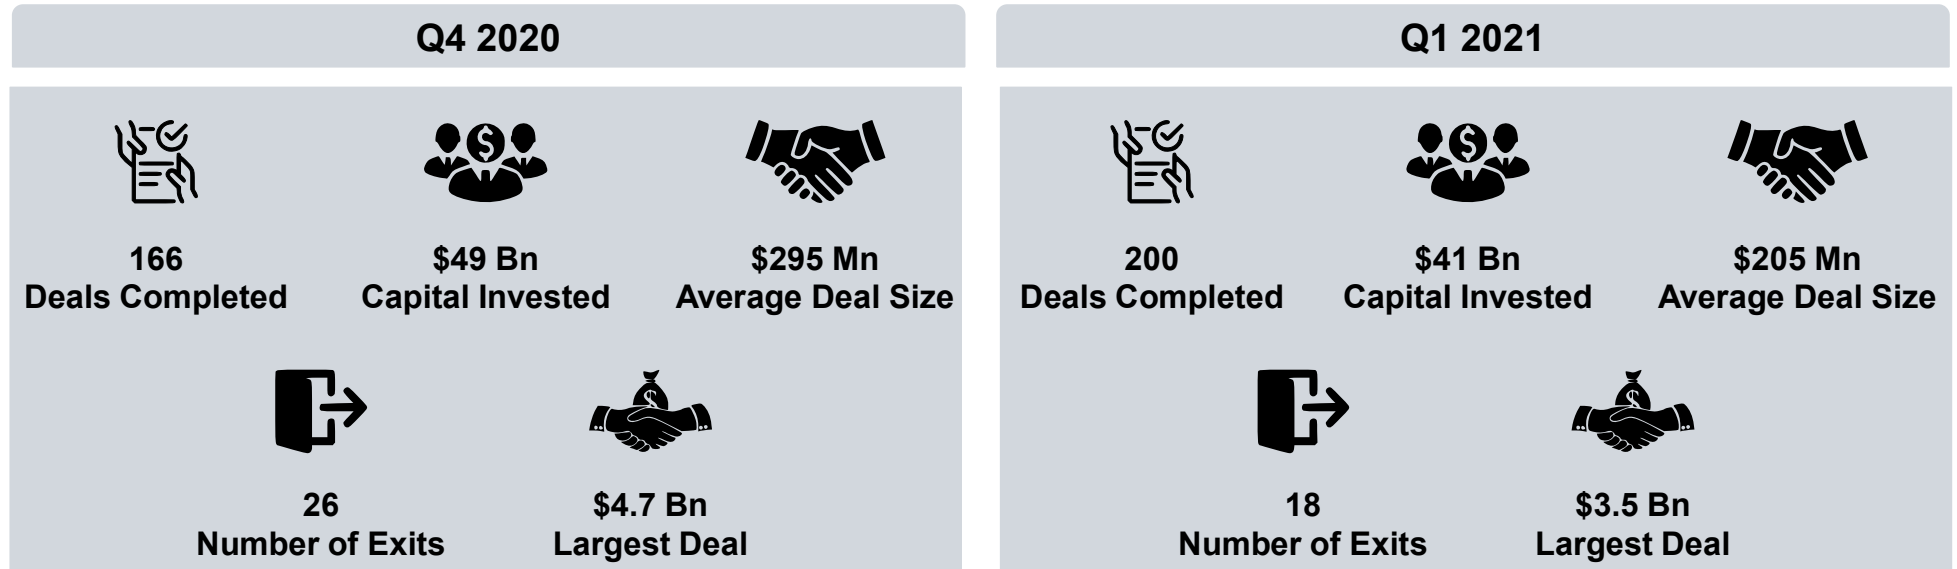 Q4 2020
166
Deals Completed
$49 Bn
Capital Invested
$295 Mn
Average Deal Size
26
Number of Exits
$4.7 Bn
Largest Deal
Q1 2021
200
Deals Completed
$41 Bn
Capital Invested
$205 Mn
Average Deal Size
18
Number of Exits
$3.5 Bn
Largest Deal